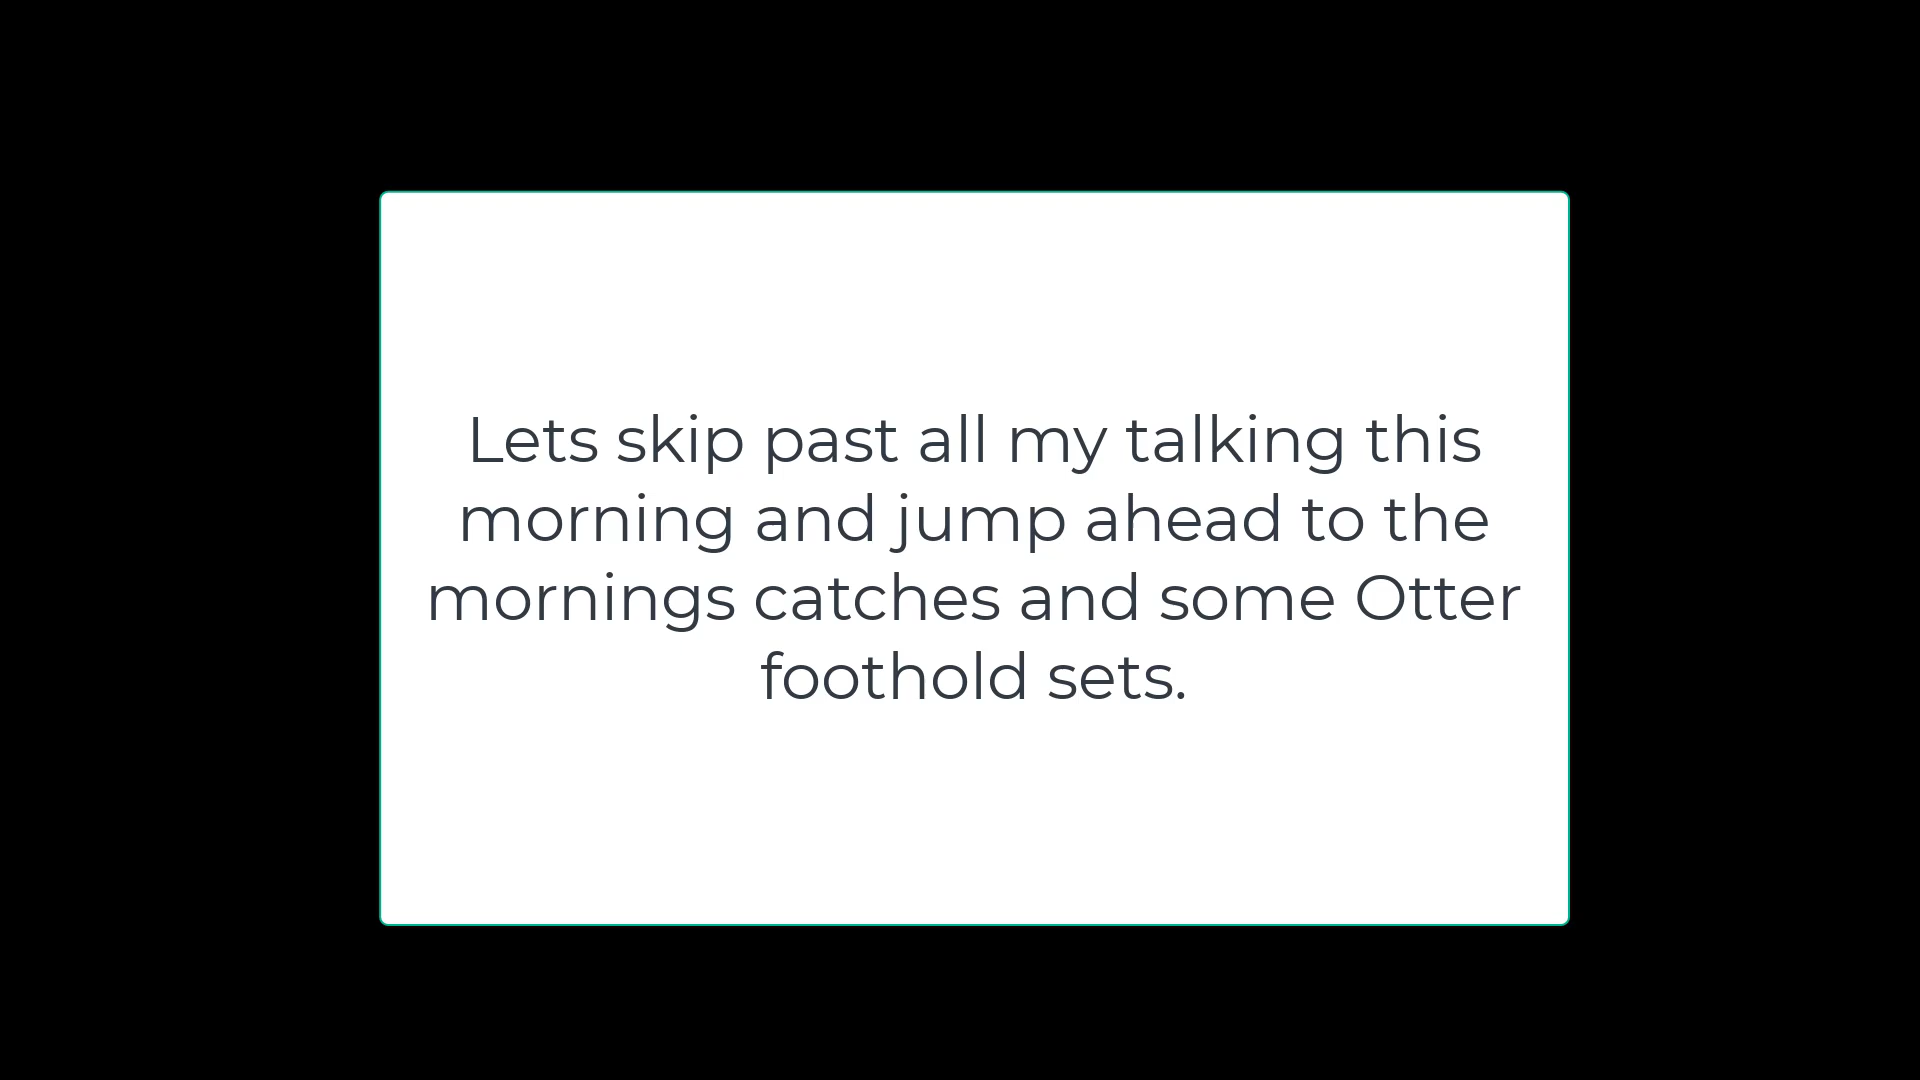 Lets skip past all my talking this
morning and jump ahead to the
mornings catches and some Otter
foothold sets.